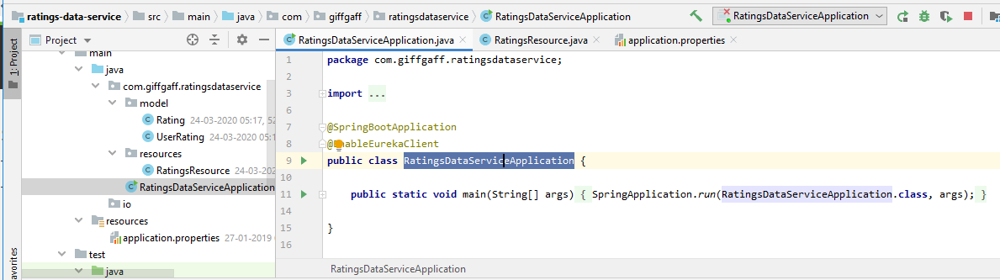 ratings-data-service src main java com giffgaff ratingsdataservice RatingsDataServiceApplication RatingsDataServiceApplication
1: Project
Project
RatingsDataServiceApplication.java RatingsResource.java application.properties
main
java
com.giffgaff.ratingsdataservice
model
Rating 24-03-2020 05:17, 52
UserRating 24-03-2020 05:1
resources
RatingsResource 24-03-202
RatingsDataServiceApplication
io
resources
application.properties 27-01-2019
test
java
avorites
1 package com.giffgaff.ratingsdataservice;
2
3 import ...
6
7 @SpringBootApplication
8 @EnableEurekaClient
9 public class RatingsDataServiceApplication {
10
11 public static void main(String[] args) { SpringApplication.run(RatingsDataServiceApplication.class, args); }
14
15 }
16
RatingsDataServiceApplication